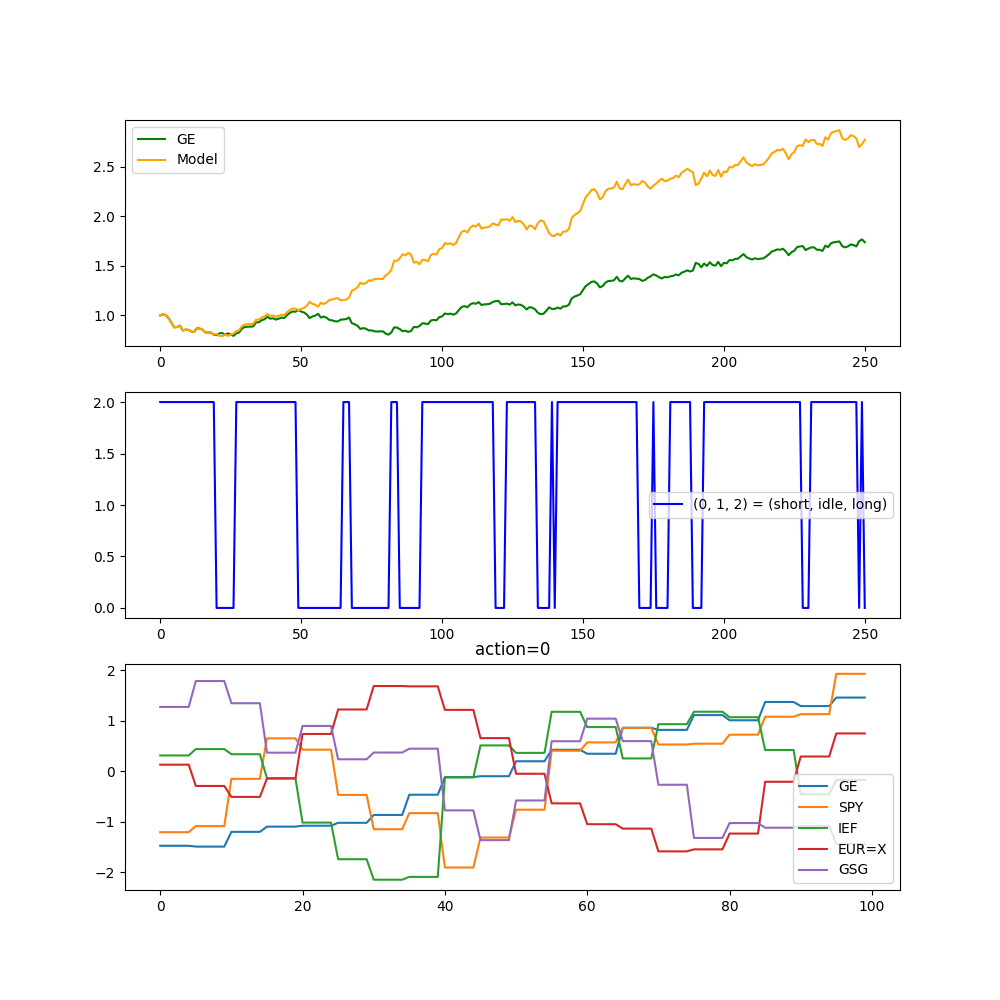 GE
Model
2.5
2.0
1.5
1.0
0 50 100 150 200 250
2.0
1.5
1.0
0.5
0.0
(0, 1, 2) = (short, idle, long)
0 50 100 150 200 250
action=0
2
1
0
−1
−2
GE
SPY
IEF
EUR=X
GSG
0 20 40 60 80 100